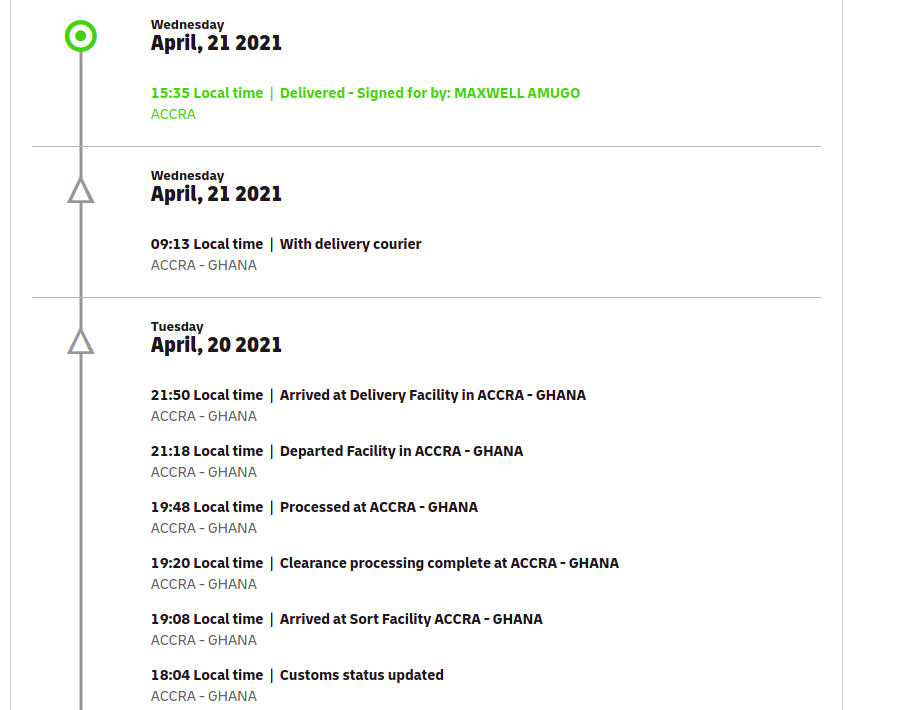 Wednesday
April, 21 2021
15:35 Local time | Delivered - Signed for by: MAXWELL AMUGO
ACCRA
Wednesday
April, 21 2021
09:13 Local time | With delivery courier
ACCRA - GHANA
Tuesday
April, 20 2021
21:50 Local time | Arrived at Delivery Facility in ACCRA - GHANA
ACCRA - GHANA
21:18 Local time | Departed Facility in ACCRA - GHANA
ACCRA - GHANA
19:48 Local time | Processed at ACCRA - GHANA
ACCRA - GHANA
19:20 Local time | Clearance processing complete at ACCRA - GHANA
ACCRA - GHANA
19:08 Local time | Arrived at Sort Facility ACCRA - GHANA
ACCRA - GHANA
18:04 Local time | Customs status updated
ACCRA - GHANA